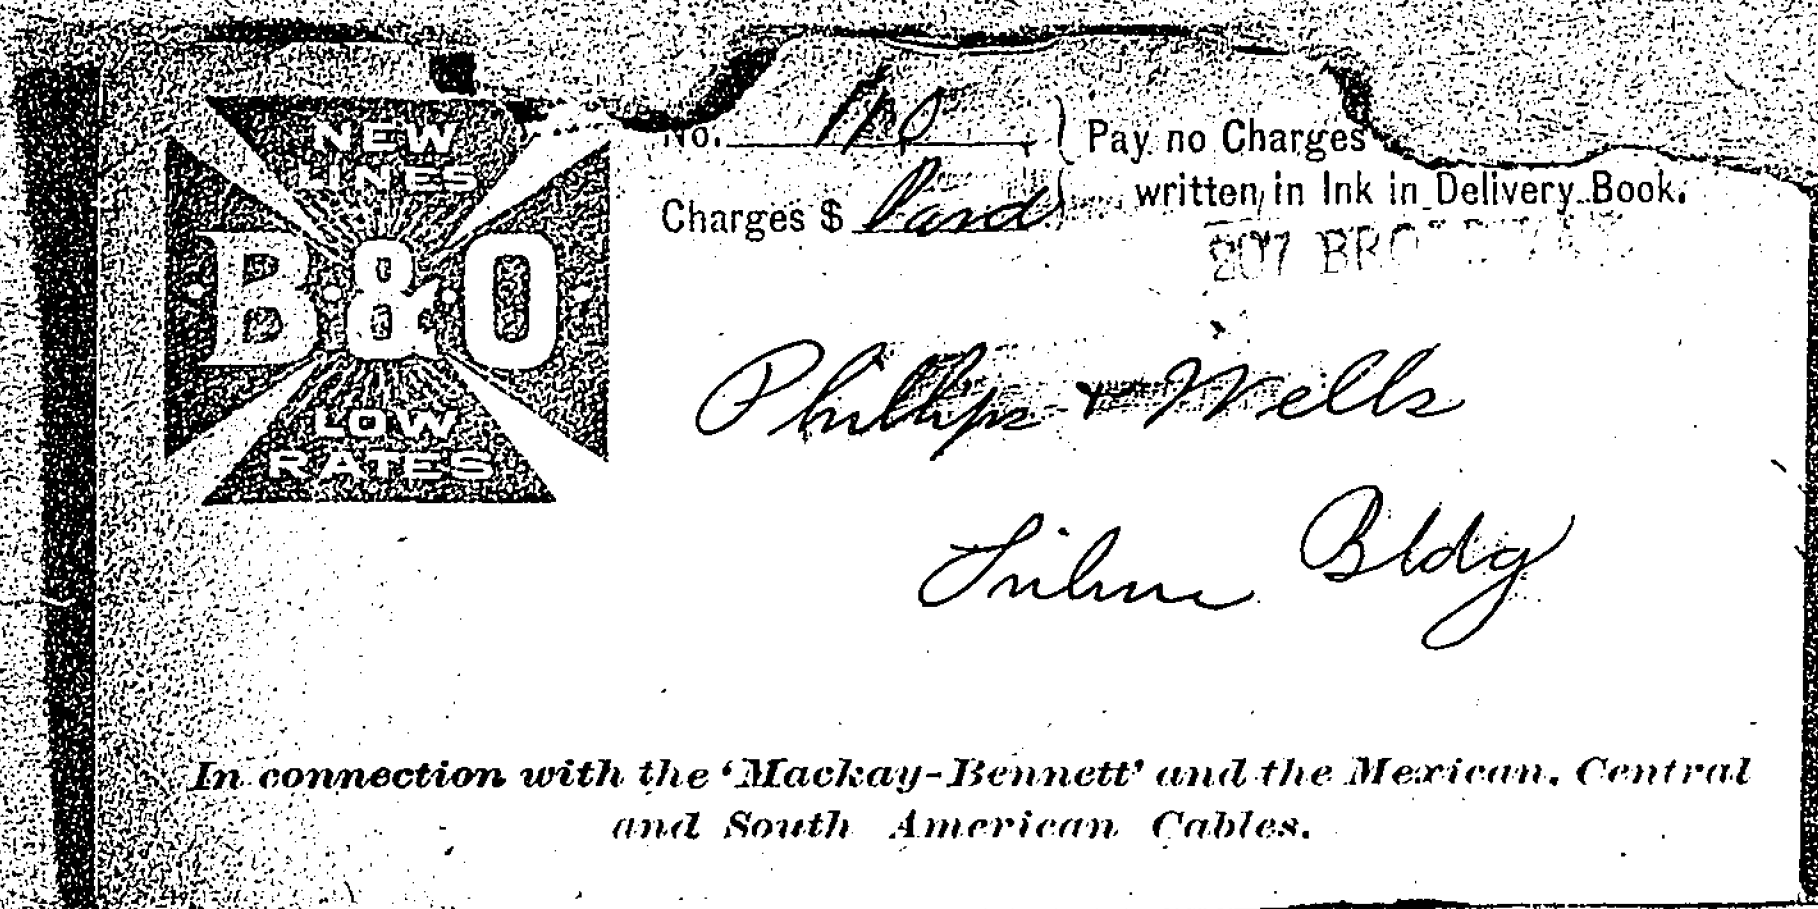 NEW
LINES
B & O
LOW
RATES
No.
Pay no Charges
Charges $ Paid
written in Ink in Delivery Book.
Phillips & Wells
Tribune Bldg
In connection with the 'Mackay-Bennett' and the Mexican, Central
and South American Cables.